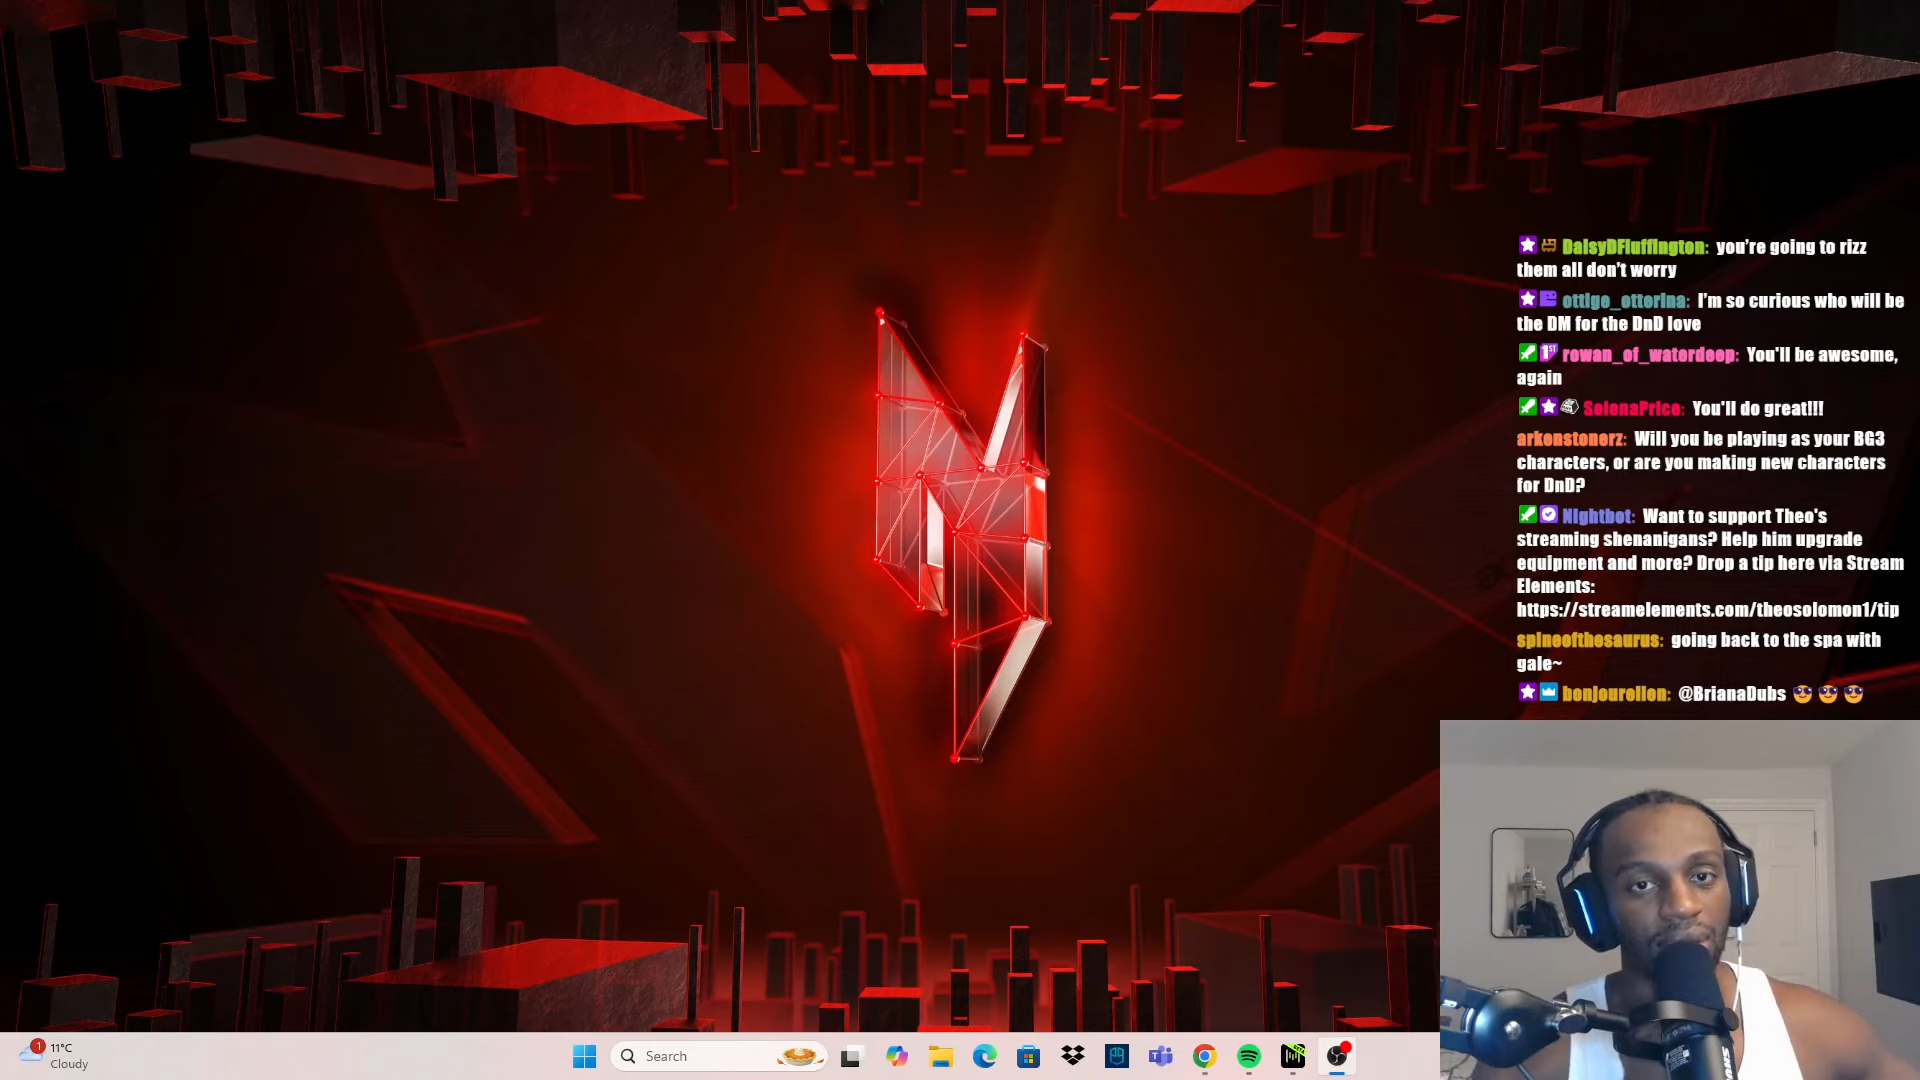 DaisyDFluffington: you're going to rizz
them all don't worry
ottigo_ottorina: I'm so curious who will be
the DM for the DnD love
rowan_of_waterdeep: You'll be awesome,
again
SelenaPrice: You'll do great!!!
arkenstonerz: Will you be playing as your BG3
characters, or are you making new characters
for DnD?
Nightbot: Want to support Theo's
streaming shenanigans? Help him upgrade
equipment and more? Drop a tip here via Stream
Elements:
https://streamelements.com/theosolomon1/tip
spineofthesaurus: going back to the spa with
gale~
bonjourellen: @BrianaDubs 😎 😎 😎
1
11°C
Cloudy
Search